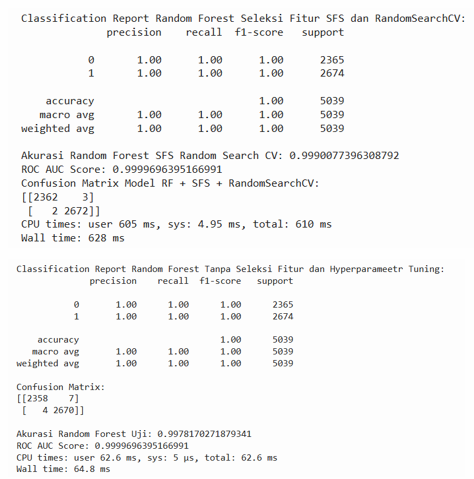 Classification Report Random Forest Seleksi Fitur SFS dan RandomSearchCV:
precision recall f1-score support
0 1.00 1.00 1.00 2365
1 1.00 1.00 1.00 2674
accuracy 1.00 5039
macro avg 1.00 1.00 1.00 5039
weighted avg 1.00 1.00 1.00 5039
Akurasi Random Forest SFS Random Search CV: 0.9990077396308792
ROC AUC Score: 0.9999696395166991
Confusion Matrix Model RF + SFS + RandomSearchCV:
[[2362 3]
[ 2 2672]]
CPU times: user 605 ms, sys: 4.95 ms, total: 610 ms
Wall time: 628 ms
Classification Report Random Forest Tanpa Seleksi Fitur dan Hyperparameetr Tuning:
precision recall f1-score support
0 1.00 1.00 1.00 2365
1 1.00 1.00 1.00 2674
accuracy 1.00 5039
macro avg 1.00 1.00 1.00 5039
weighted avg 1.00 1.00 1.00 5039
Confusion Matrix:
[[2358 7]
[ 4 2670]]
Akurasi Random Forest Uji: 0.9978170271879341
ROC AUC Score: 0.9999696395166991
CPU times: user 62.6 ms, sys: 5 µs, total: 62.6 ms
Wall time: 64.8 ms